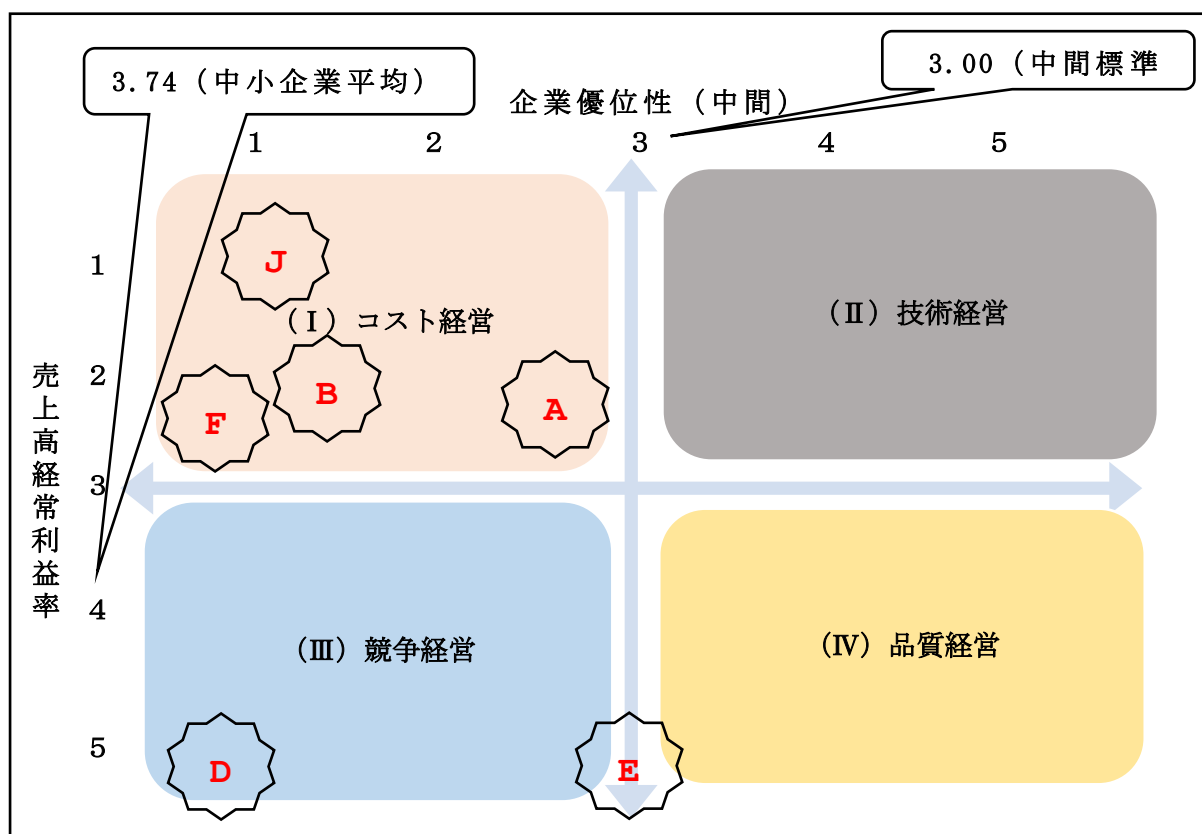 3.74（中小企業平均）
3.00（中間標準
企業優位性（中間）
1 2 3 4 5
売上高経常利益率
1
2
3
4
5
J
（Ⅰ）コスト経営
F
B
A
（Ⅱ）技術経営
（Ⅲ）競争経営
（Ⅳ）品質経営
D
E